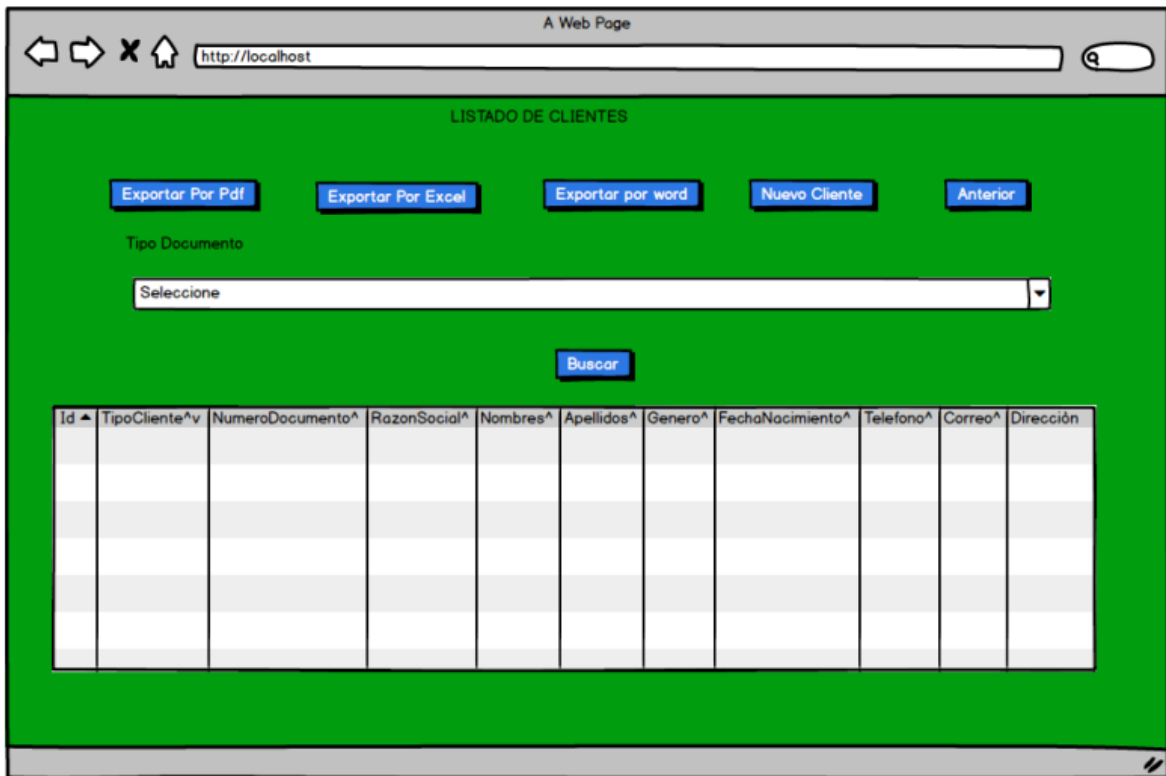 A Web Page
http://localhost
LISTADO DE CLIENTES
Exportar Por Pdf Exportar Por Excel Exportar por word Nuevo Cliente Anterior
Tipo Documento
Seleccione
Buscar
Id TipoCliente^v NumeroDocumento^ RazonSocial^ Nombres^ Apellidos^ Genero^ FechaNacimiento^ Telefono^ Correo^ Dirección